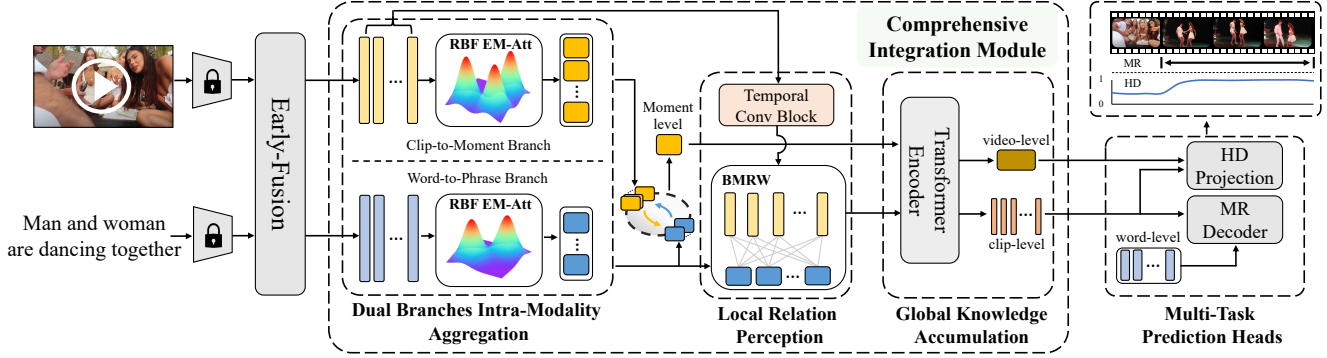 Man and woman
are dancing together
Early-Fusion
RBF EM-Att
Clip-to-Moment Branch
Word-to-Phrase Branch
RBF EM-Att
Dual Branches Intra-Modality
Aggregation
Moment
level
Comprehensive
Integration Module
Temporal
Conv Block
BMRW
Local Relation
Perception
Transformer
Encoder
video-level
clip-level
Global Knowledge
Accumulation
MR
HD
1
0
HD
Projection
MR
Decoder
word-level
Multi-Task
Prediction Heads